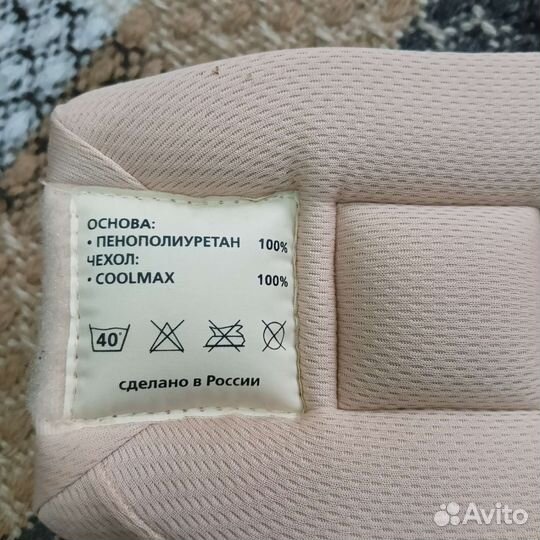 ОСНОВА:
• ПЕНОПОЛИУРЕТАН 100%
ЧЕХОЛ:
• COOLMAX 100%
40°
сделано в России
Avito